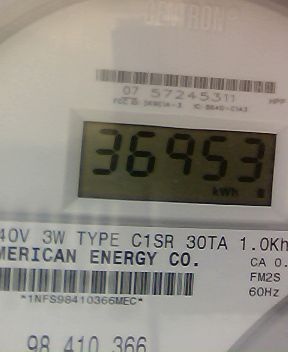 CENTRON®
07 57245311
36953
kWh
40V 3W TYPE C1SR 30TA 1.0Kh
MERICAN ENERGY CO.
CA 0.
FM2S
60Hz
*1NFS98410366MEC*
98 410 366